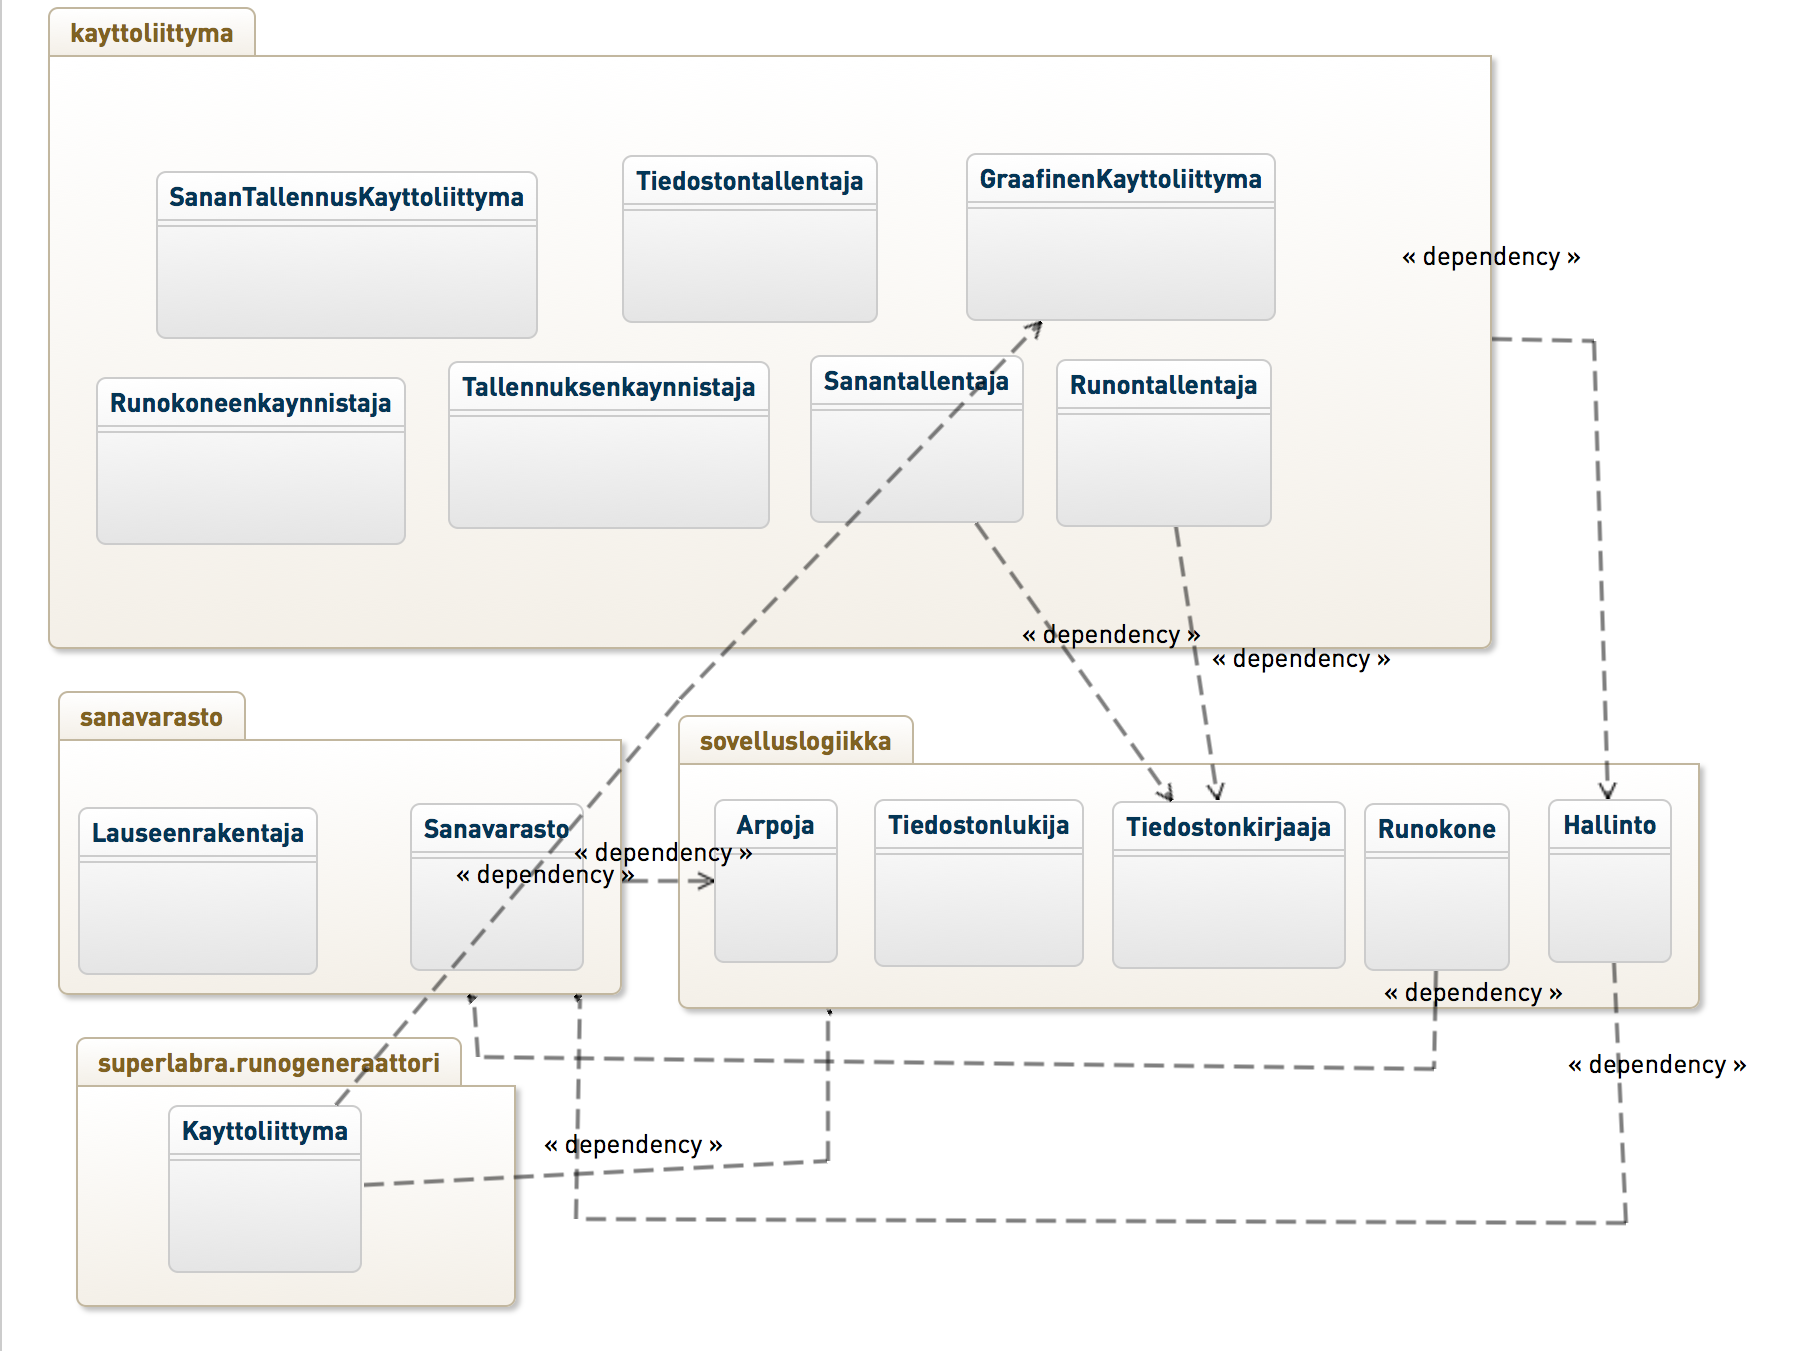 kayttoliittyma
SananTallennusKayttoliittyma
Tiedostontallentaja
GraafinenKayttoliittyma
« dependency »
Runokoneenkaynnistaja
Tallennuksenkaynnistaja
Sanantallentaja
Runontallentaja
« dependency »
« dependency »
sanavarasto
Lauseenrakentaja
Sanavarasto
« dependency »
« dependency »
sovelluslogiikka
Arpoja
Tiedostonlukija
Tiedostonkirjaaja
Runokone
Hallinto
« dependency »
« dependency »
superlabra.runogeneraattori
Kayttoliittyma
« dependency »